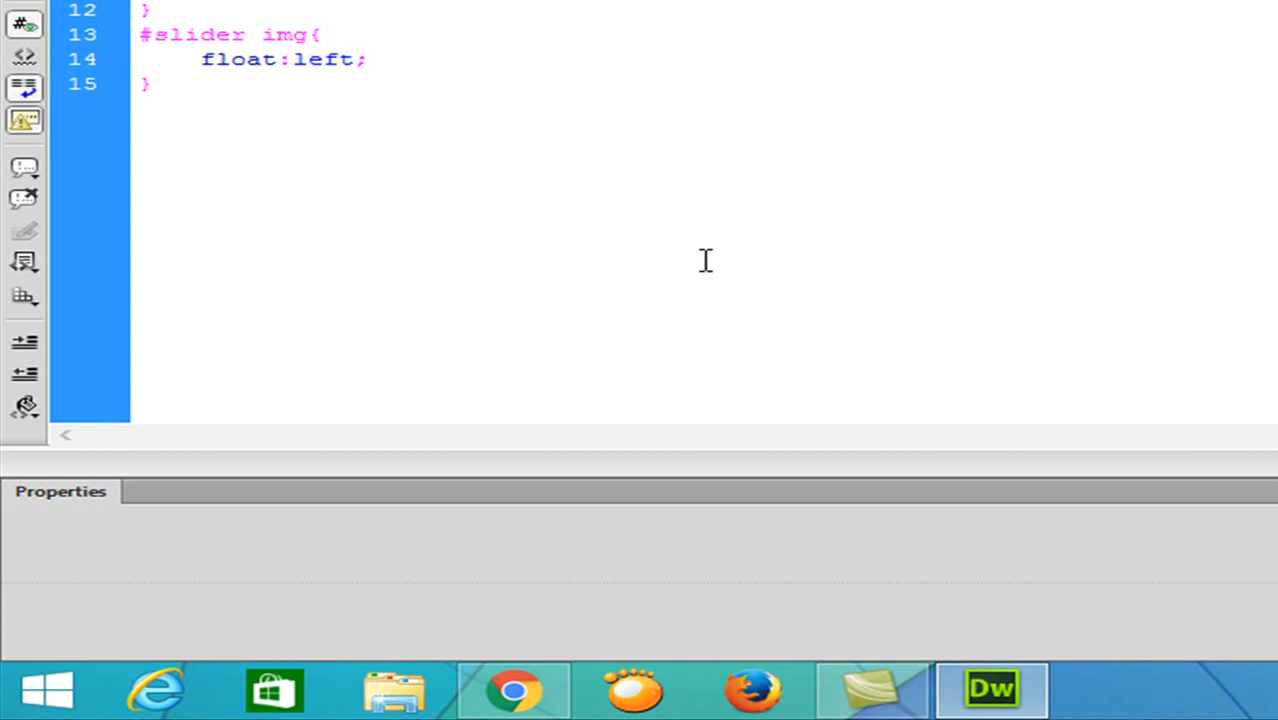 12 }
13 #slider img{
14 float:left;
15 }
Properties
Dw